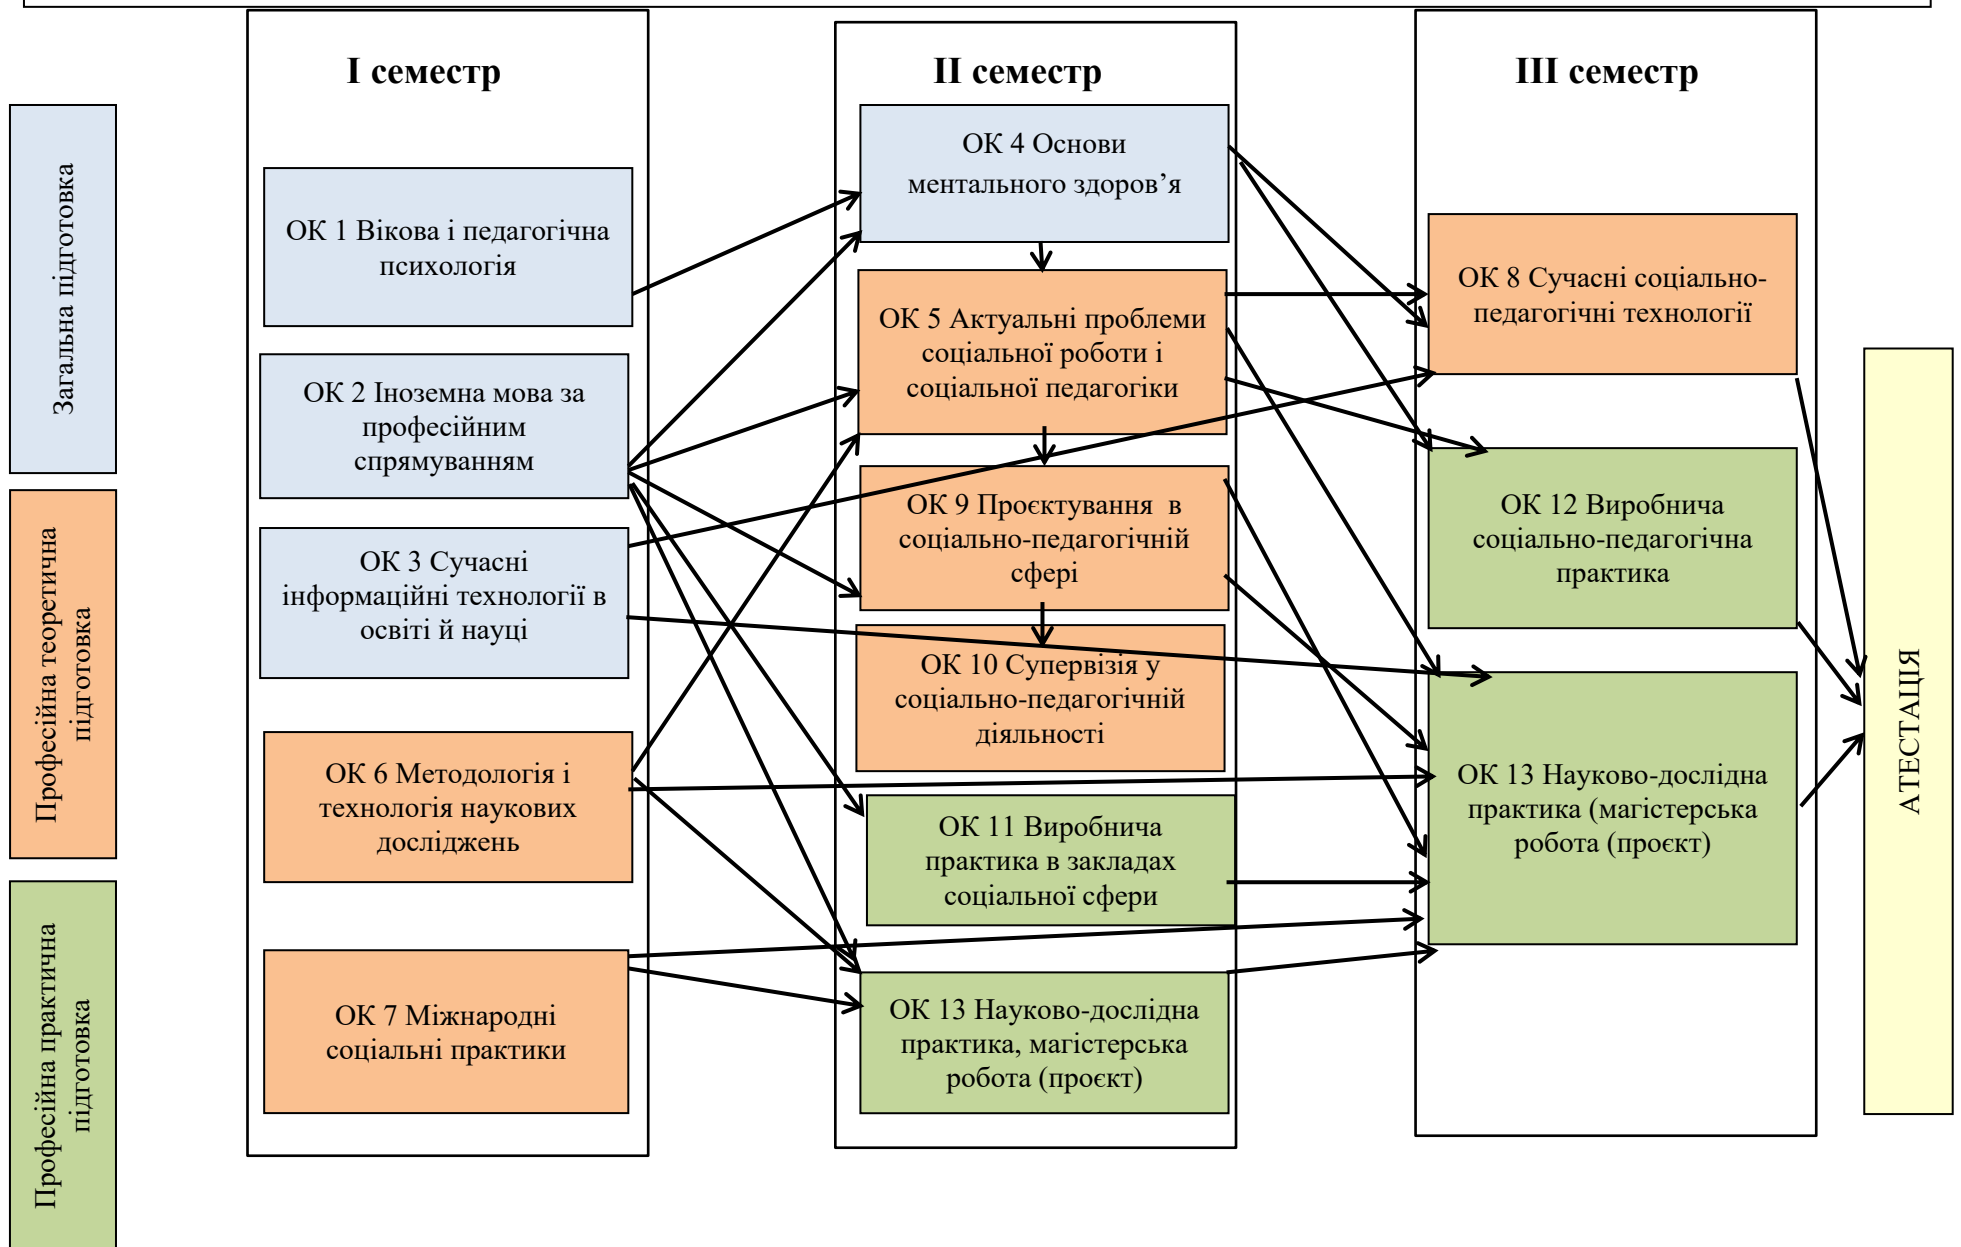 І семестр
ІІ семестр
ІІІ семестр
Загальна підготовка
Професійна теоретична
підготовка
Професійна практична
підготовка
ОК 1 Вікова і педагогічна
психологія
ОК 2 Іноземна мова за
професійним
спрямуванням
ОК 3 Сучасні
інформаційні технології в
освіті й науці
ОК 6 Методологія і
технологія наукових
досліджень
ОК 7 Міжнародні
соціальні практики
ОК 4 Основи
ментального здоров’я
ОК 5 Актуальні проблеми
соціальної роботи і
соціальної педагогіки
ОК 9 Проєктування в
соціально-педагогічній
сфері
ОК 10 Супервізія у
соціально-педагогічній
діяльності
ОК 11 Виробнича
практика в закладах
соціальної сфери
ОК 13 Науково-дослідна
практика, магістерська
робота (проєкт)
ОК 8 Сучасні соціально-
педагогічні технології
ОК 12 Виробнича
соціально-педагогічна
практика
ОК 13 Науково-дослідна
практика (магістерська
робота (проєкт)
АТЕСТАЦІЯ